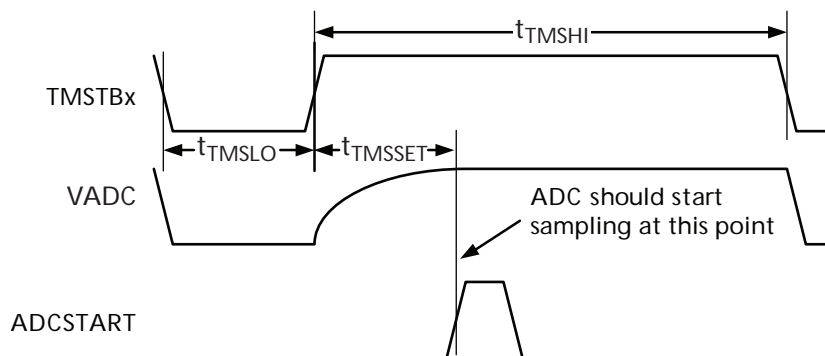 tTMSHI
TMSTBx
tTMSLO
tTMSSET
VADC
ADC should start
sampling at this point
ADCSTART